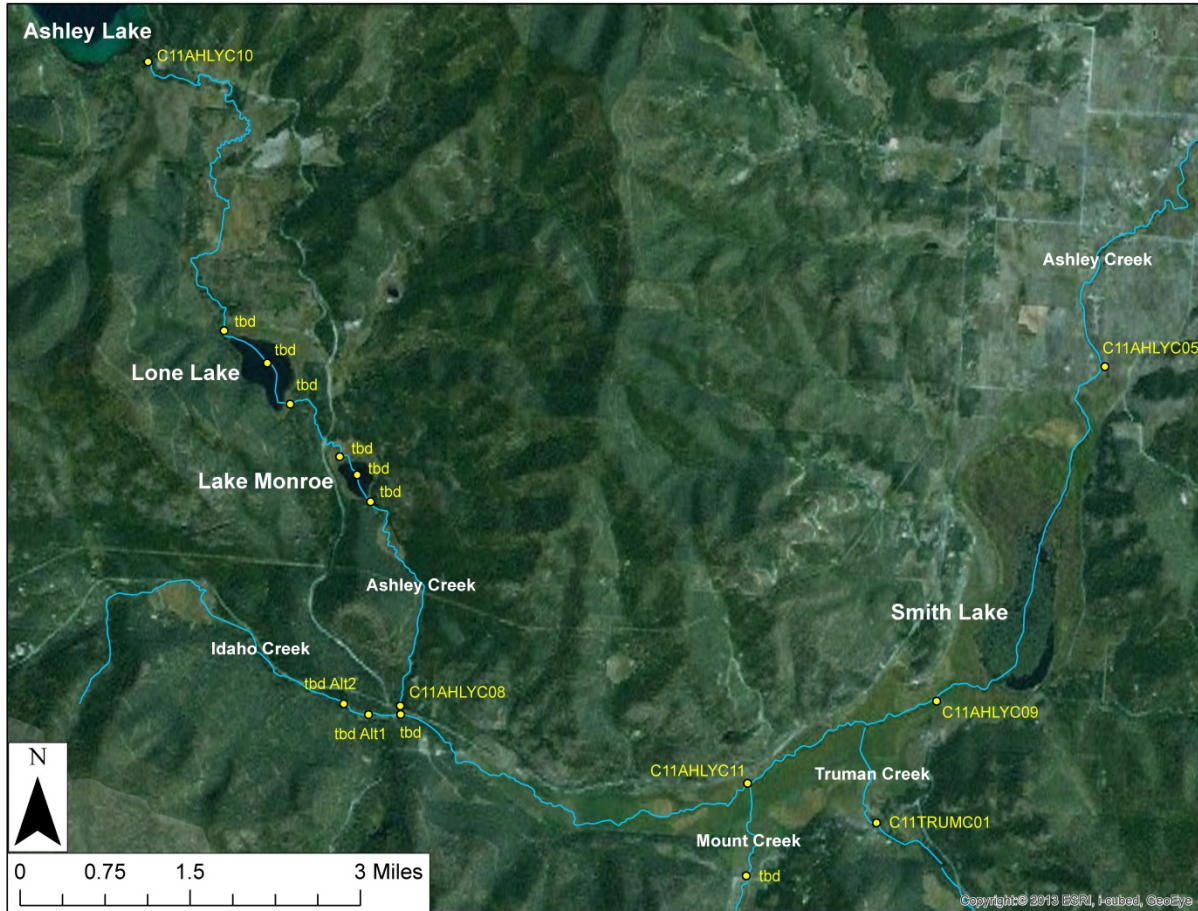 Ashley Lake
C11AHLYC10
Ashley Creek
tbd
tbd
Lone Lake
C11AHLYC05
tbd
tbd
tbd
Lake Monroe
tbd
Ashley Creek
Smith Lake
Idaho Creek
tbd Alt2
C11AHLYC08
C11AHLYC09
tbd Alt1
tbd
N
C11AHLYC11
Truman Creek
C11TRUMC01
Mount Creek
0 0.75 1.5 3 Miles
tbd
Copyright:© 2013 ESRI, i-cubed, GeoEye